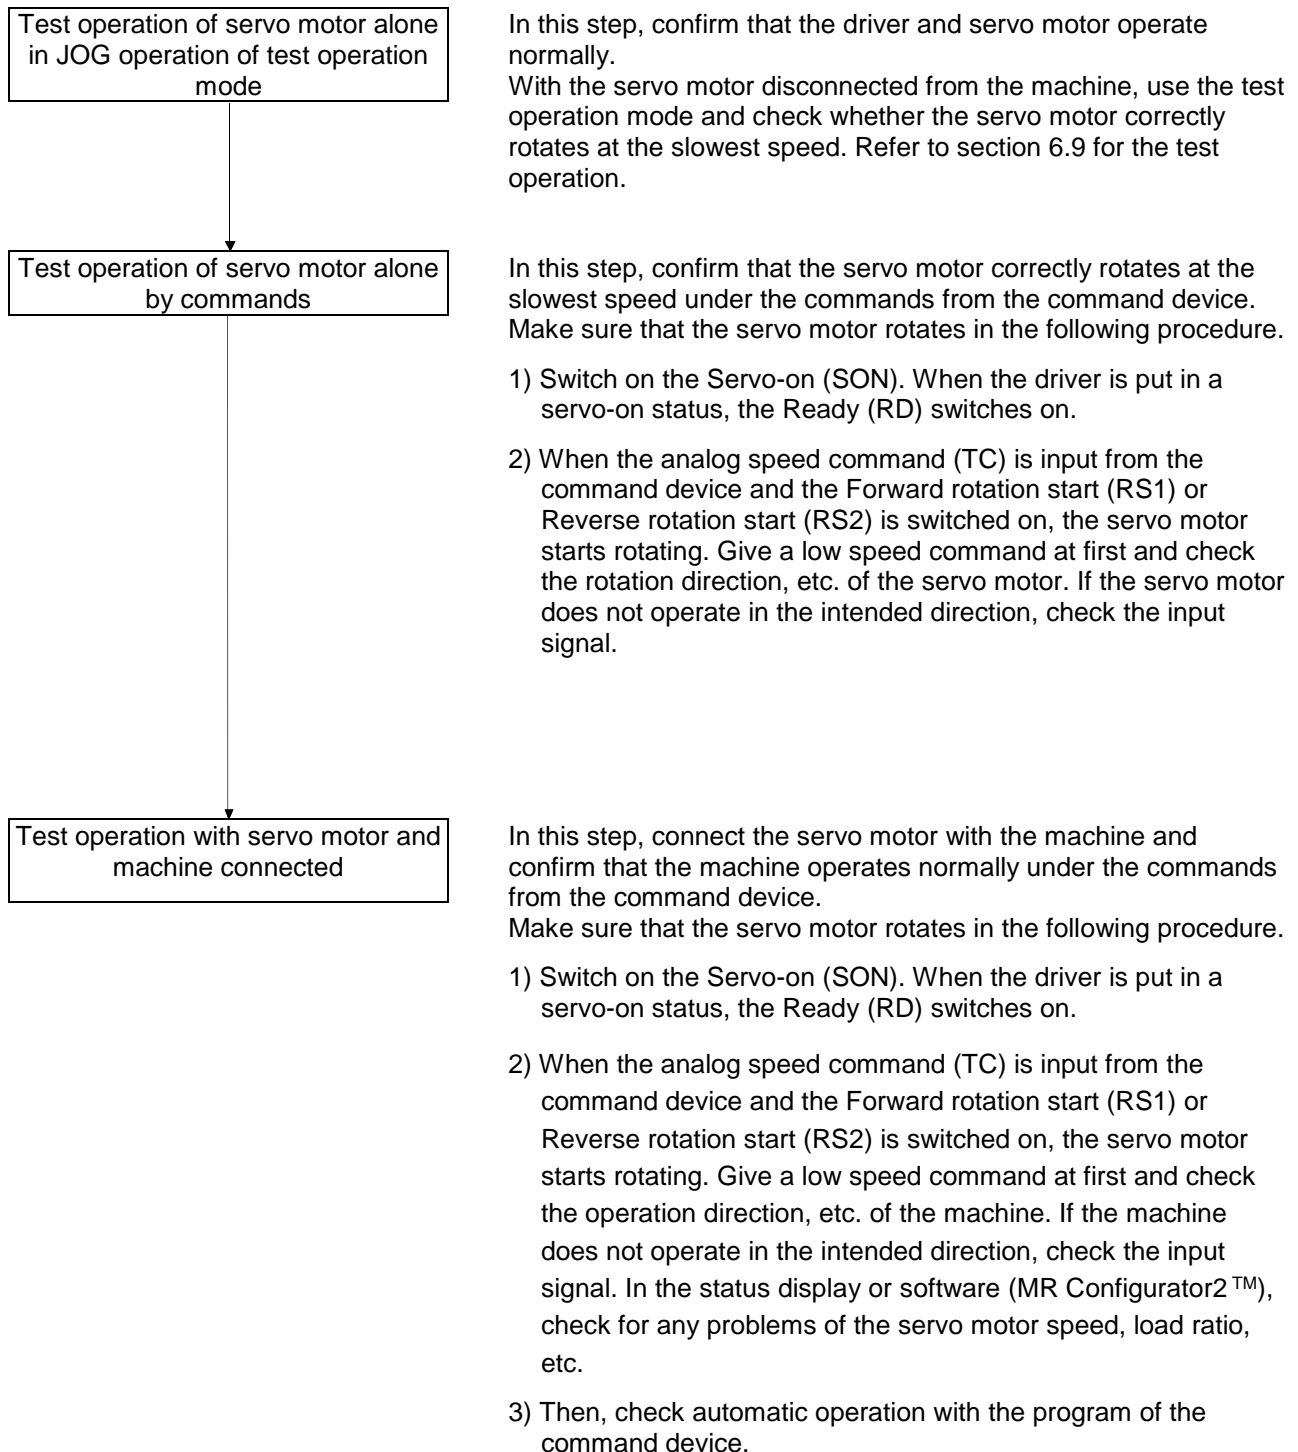 Test operation of servo motor alone
in JOG operation of test operation
mode
In this step, confirm that the driver and servo motor operate
normally.
With the servo motor disconnected from the machine, use the test
operation mode and check whether the servo motor correctly
rotates at the slowest speed. Refer to section 6.9 for the test
operation.
Test operation of servo motor alone
by commands
In this step, confirm that the servo motor correctly rotates at the
slowest speed under the commands from the command device.
Make sure that the servo motor rotates in the following procedure.
1) Switch on the Servo-on (SON). When the driver is put in a
servo-on status, the Ready (RD) switches on.
2) When the analog speed command (TC) is input from the
command device and the Forward rotation start (RS1) or
Reverse rotation start (RS2) is switched on, the servo motor
starts rotating. Give a low speed command at first and check
the rotation direction, etc. of the servo motor. If the servo motor
does not operate in the intended direction, check the input
signal.
Test operation with servo motor and
machine connected
In this step, connect the servo motor with the machine and
confirm that the machine operates normally under the commands
from the command device.
Make sure that the servo motor rotates in the following procedure.
1) Switch on the Servo-on (SON). When the driver is put in a
servo-on status, the Ready (RD) switches on.
2) When the analog speed command (TC) is input from the
command device and the Forward rotation start (RS1) or
Reverse rotation start (RS2) is switched on, the servo motor
starts rotating. Give a low speed command at first and check
the operation direction, etc. of the machine. If the machine
does not operate in the intended direction, check the input
signal. In the status display or software (MR Configurator2 ™),
check for any problems of the servo motor speed, load ratio,
etc.
3) Then, check automatic operation with the program of the
command device.